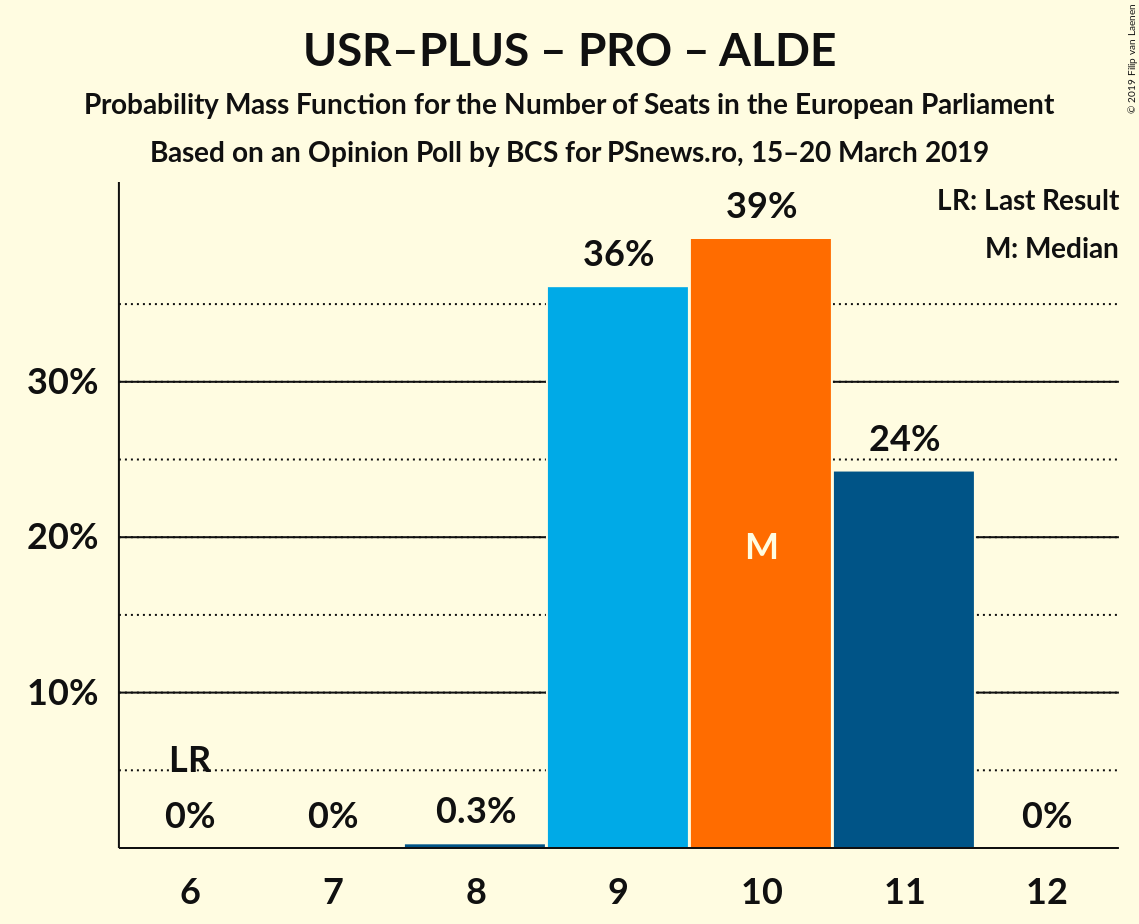 USR–PLUS – PRO – ALDE
Probability Mass Function for the Number of Seats in the European Parliament
Based on an Opinion Poll by BCS for PSnews.ro, 15–20 March 2019
© 2019 Filip van Laenen
LR: Last Result
M: Median
39%
36%
30%
24%
20%
M
10%
LR
0%
0%
0.3%
0%
6
7
8
9
10
11
12